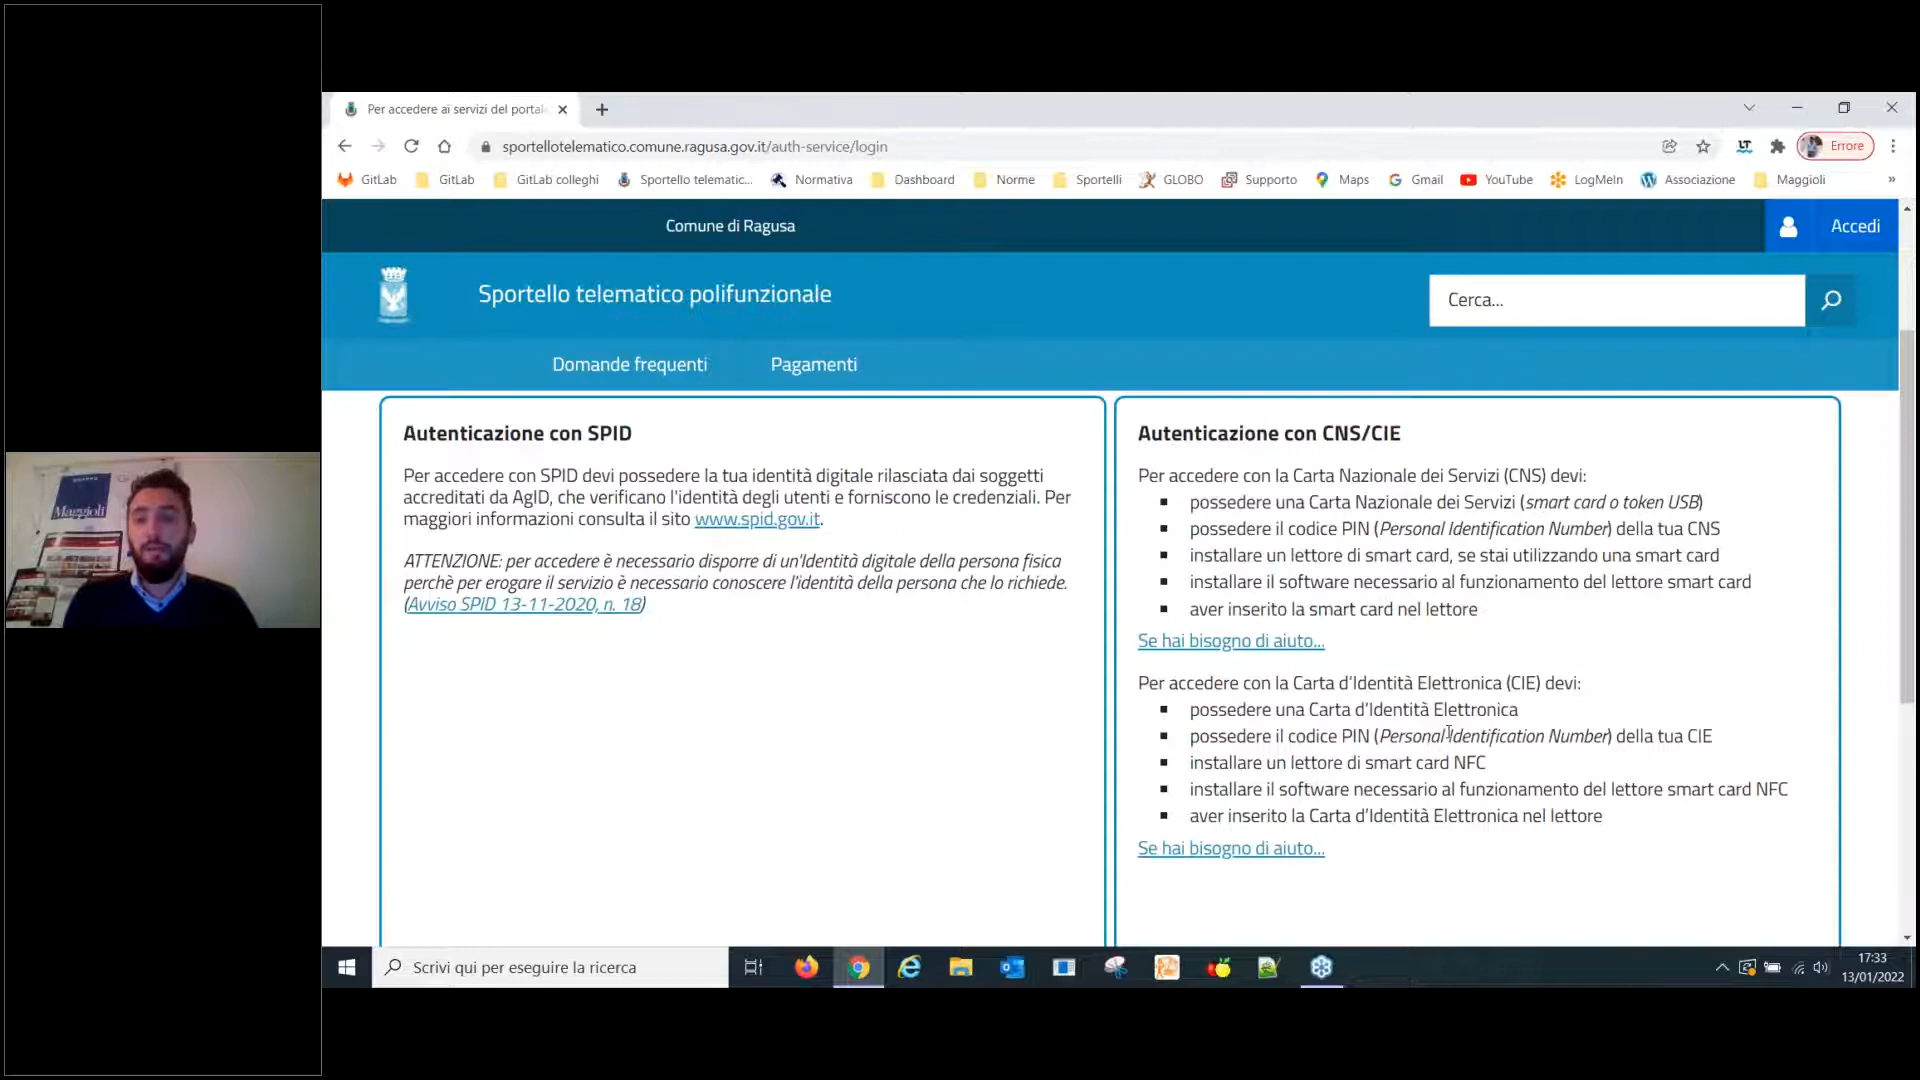 Per accedere ai servizi del portal
sportellotelematico.comune.ragusa.gov.it/auth-service/login
Errore
GitLab
GitLab
GitLab colleghi
Sportello telematic...
Normativa
Dashboard
Norme
Sportelli
GLOBO
Supporto
Maps
Gmail
YouTube
LogMeIn
Associazione
Maggioli
»
Comune di Ragusa
Accedi
Sportello telematico polifunzionale
Cerca...
Domande frequenti
Pagamenti
Autenticazione con SPID
Per accedere con SPID devi possedere la tua identità digitale rilasciata dai soggetti
accreditati da AgID, che verificano l'identità degli utenti e forniscono le credenziali. Per
maggiori informazioni consulta il sito www.spid.gov.it.
ATTENZIONE: per accedere è necessario disporre di un'Identità digitale della persona fisica
perchè per erogare il servizio è necessario conoscere l'identità della persona che lo richiede.
(Avviso SPID 13-11-2020, n. 18)
Autenticazione con CNS/CIE
Per accedere con la Carta Nazionale dei Servizi (CNS) devi:
possedere una Carta Nazionale dei Servizi (smart card o token USB)
possedere il codice PIN (Personal Identification Number) della tua CNS
installare un lettore di smart card, se stai utilizzando una smart card
installare il software necessario al funzionamento del lettore smart card
aver inserito la smart card nel lettore
Se hai bisogno di aiuto...
Per accedere con la Carta d'Identità Elettronica (CIE) devi:
possedere una Carta d'Identità Elettronica
possedere il codice PIN (Personal Identification Number) della tua CIE
installare un lettore di smart card NFC
installare il software necessario al funzionamento del lettore smart card NFC
aver inserito la Carta d'Identità Elettronica nel lettore
Se hai bisogno di aiuto...
Maggioli
Scrivi qui per eseguire la ricerca
17:33
13/01/2022